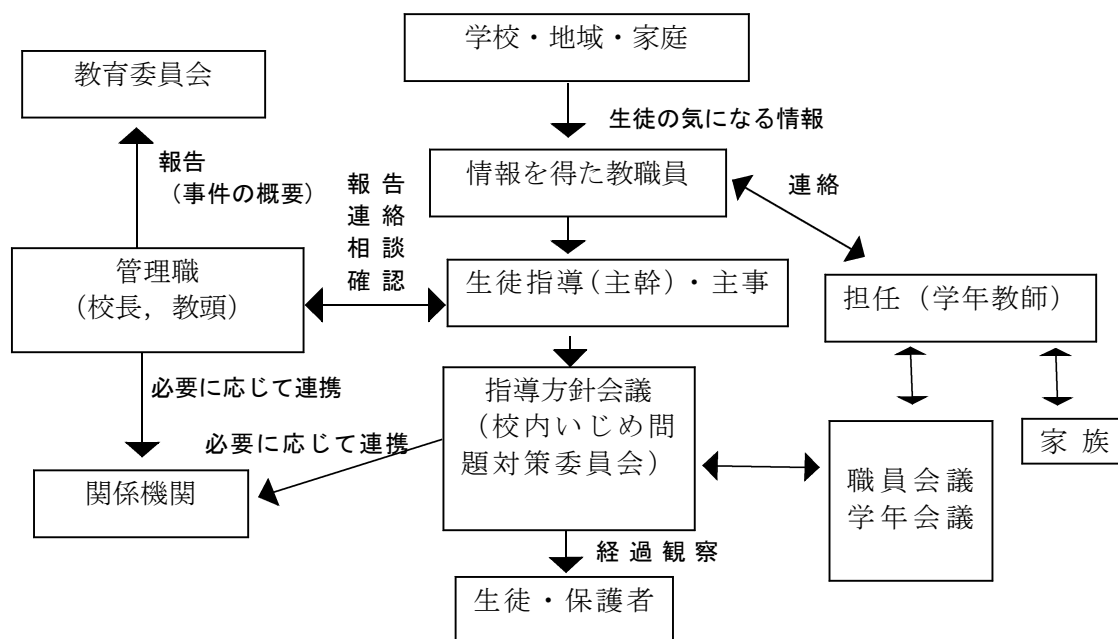 学校・地域・家庭
教育委員会
生徒の気になる情報
報告
（事件の概要）
情報を得た教職員
連絡
報告
連絡
相談
確認
管理職
（校長，教頭）
生徒指導（主幹）・主事
担任（学年教師）
必要に応じて連携
指導方針会議
（校内いじめ問
題対策委員会）
必要に応じて連携
家族
関係機関
職員会議
学年会議
経過観察
生徒・保護者